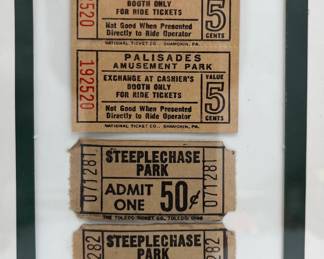 192520
BOOTH ONLY
FOR RIDE TICKETS
5
CENTS
Not Good When Presented
Directly to Ride Operator
NATIONAL TICKET CO., SHAMOKIN, PA.
192520
PALISADES
AMUSEMENT PARK
EXCHANGE AT CASHIER'S
BOOTH ONLY
FOR RIDE TICKETS
VALUE
5
CENTS
Not Good When Presented
Directly to Ride Operator
NATIONAL TICKET CO., SHAMOKIN, PA.
071281
STEEPLECHASE
PARK
ADMIT
ONE
50¢
071281
THE TOLEDO TICKET CO., TOLEDO, OHIO
STEEPLECHASE
PARK